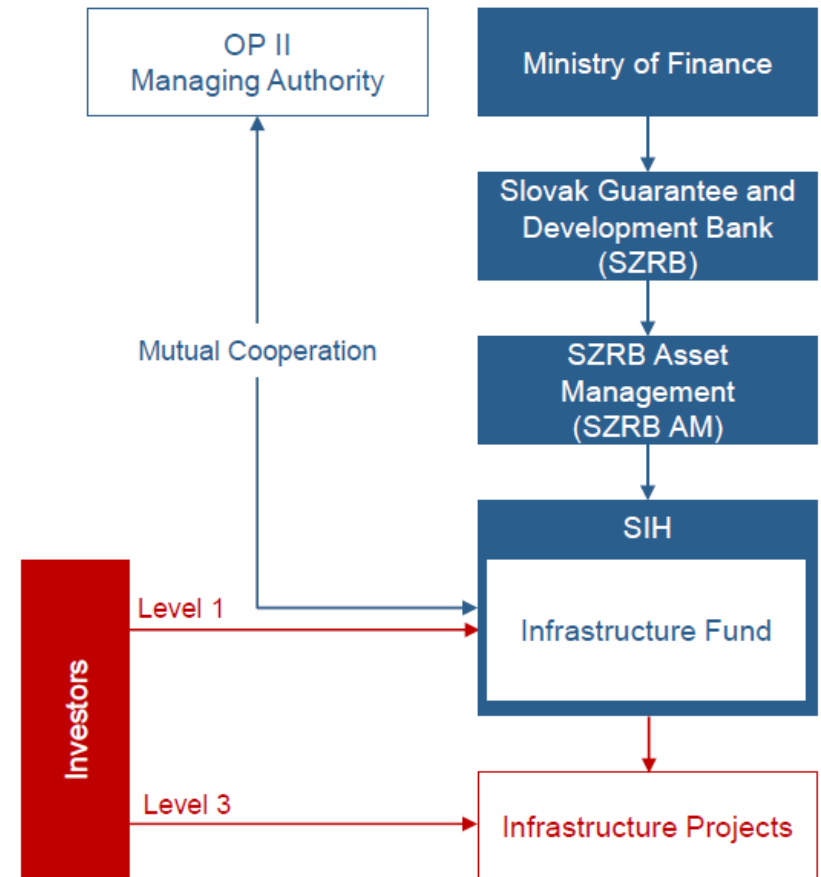 OP II
Managing Authority
Ministry of Finance
Slovak Guarantee and
Development Bank
(SZRB)
Mutual Cooperation
SZRB Asset
Management
(SZRB AM)
SIH
Infrastructure Fund
Investors
Level 1
Level 3
Infrastructure Projects